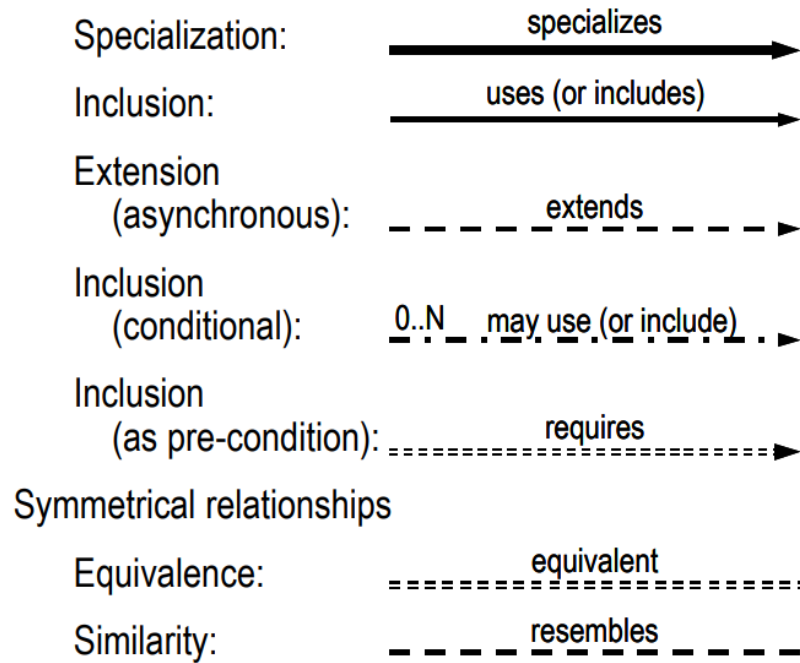 Specialization: specializes
Inclusion: uses (or includes)
Extension
(asynchronous): extends
Inclusion
(conditional): 0..N may use (or include)
Inclusion
(as pre-condition): requires
Symmetrical relationships
Equivalence: equivalent
Similarity: resembles